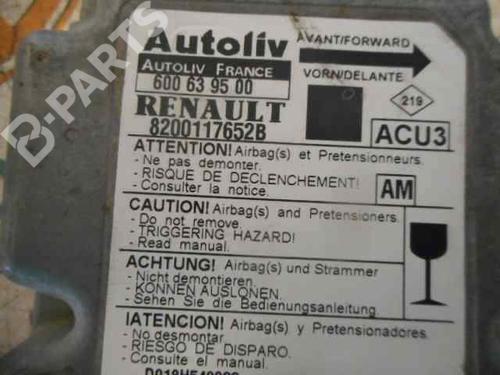 Autoliv
AVANT/FORWARD
AUTOLIV FRANCE
600 63 95 00
VORN/DELANTE
RENAULT
8200117652B
219
ACU3
ATTENTION! Airbag(s) et Pretensionneurs.
- Ne pas demonter.
- RISQUE DE DECLENCHEMENT!
- Consulter la notice.
AM
CAUTION! Airbag(s) and Pretensioners.
- Do not remove.
- TRIGGERING HAZARD!
- Read manual.
ACHTUNG! Airbag(s) und Strammer
- Nicht demontieren.
- KONNEN AUSLONEN.
- Sehen Sie die Bedienungsanleitung.
!ATENCION! Airbag(s) y Pretensionadores.
- No desmontar.
- RIESGO DE DISPARO.
- Consulte el manual.
B-PARTS